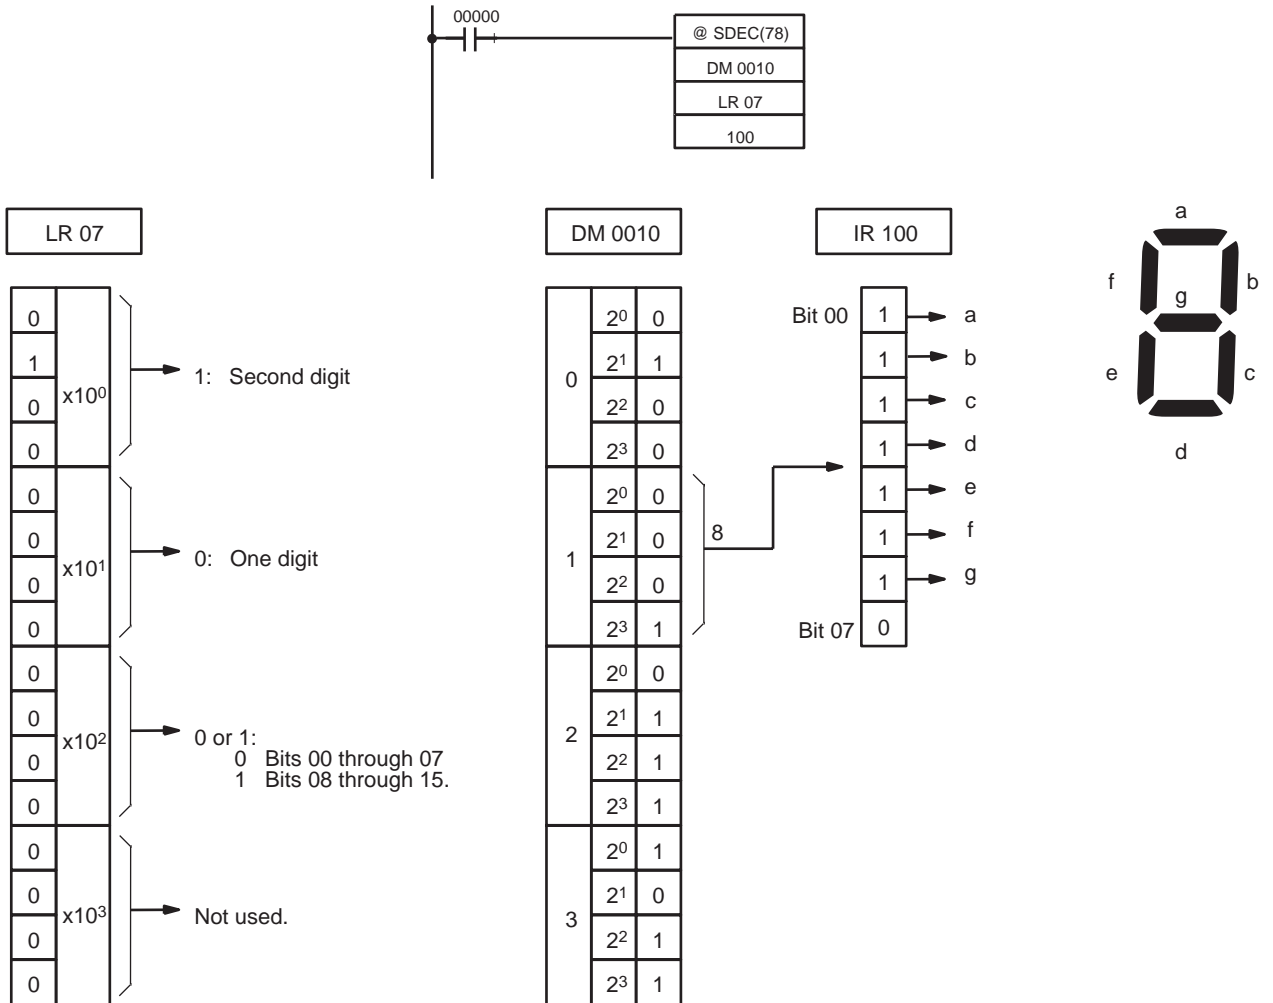 00000
@ SDEC(78)
DM 0010
LR 07
100
LR 07
0
1
0
0
x10⁰
1: Second digit
0
0
0
0
x10¹
0: One digit
0
0
0
0
x10²
0 or 1:
0 Bits 00 through 07
1 Bits 08 through 15.
0
0
0
0
x10³
Not used.
DM 0010
0
2⁰ 0
2¹ 1
2² 0
2³ 0
1
2⁰ 0
2¹ 0
2² 0
2³ 1
8
2
2⁰ 0
2¹ 1
2² 1
2³ 1
3
2⁰ 1
2¹ 0
2² 1
2³ 1
IR 100
Bit 00 1 a
1 b
1 c
1 d
1 e
1 f
1 g
Bit 07 0
a
f
g
b
e
c
d